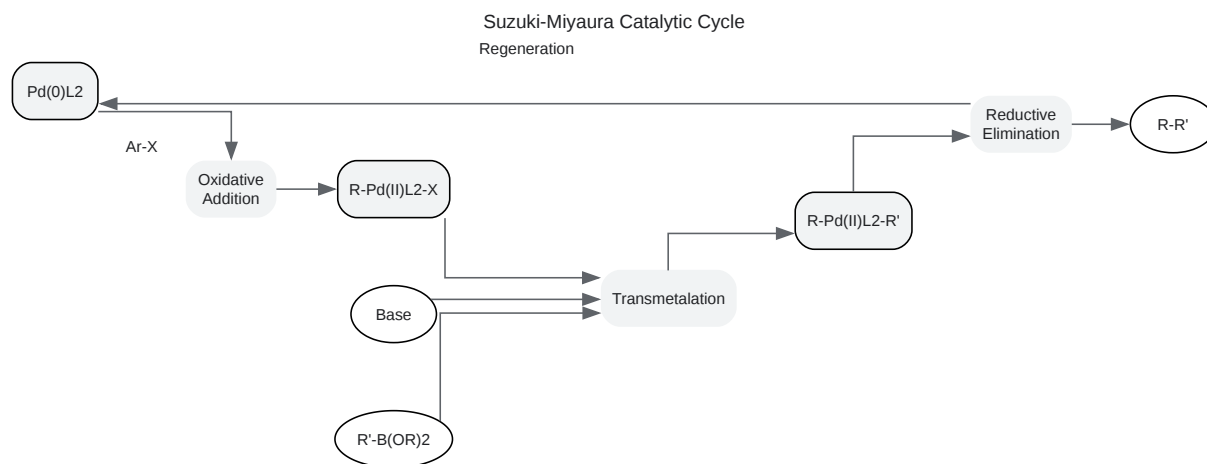 Suzuki-Miyaura Catalytic Cycle
Regeneration
Pd(0)L2
Ar-X
Oxidative
Addition
R-Pd(II)L2-X
Base
R'-B(OR)2
Transmetalation
R-Pd(II)L2-R'
Reductive
Elimination
R-R'